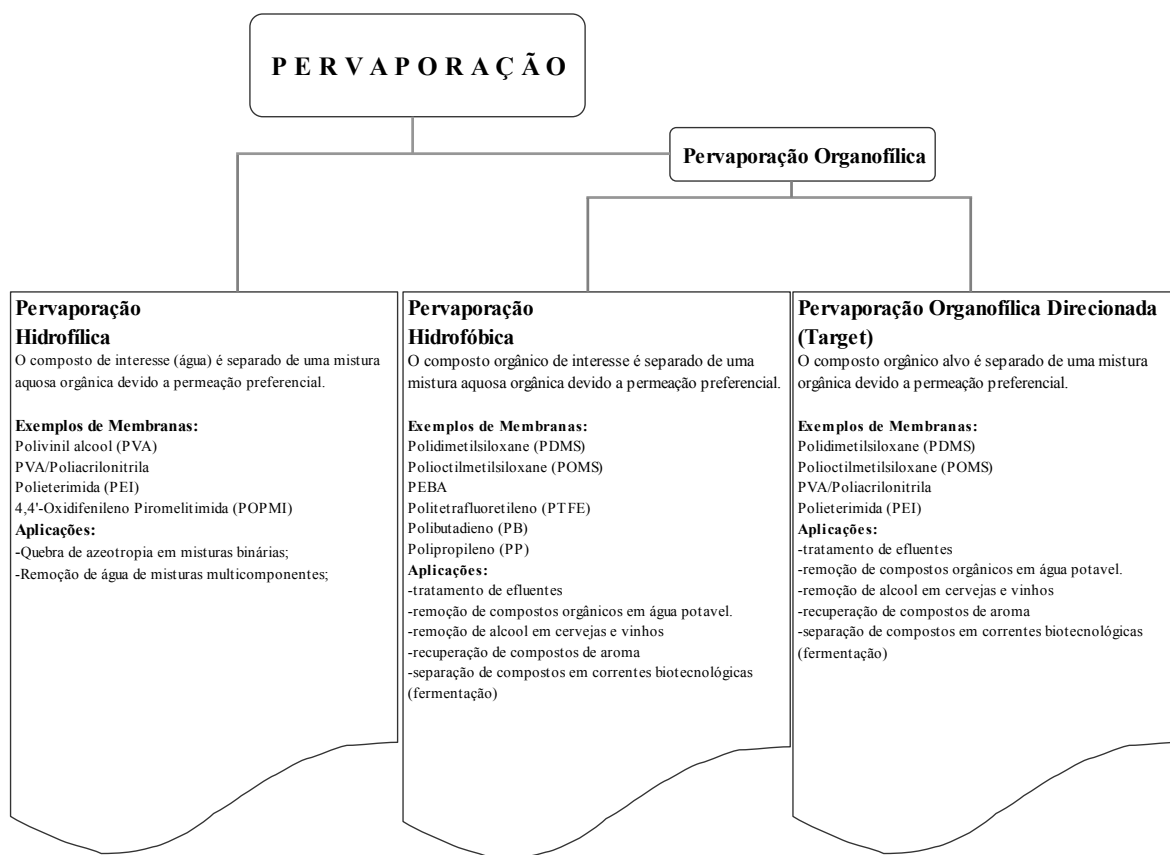 PERVAPORAÇÃO
Pervaporação Organofílica
Pervaporação
Hidrofílica
O composto de interesse (água) é separado de uma mistura
aquosa orgânica devido a permeação preferencial.
Exemplos de Membranas:
Polivinil alcool (PVA)
PVA/Poliacrilonitrila
Polieterimida (PEI)
4,4'-Oxidifenileno Piromelitimida (POPMI)
Aplicações:
-Quebra de azeotropia em misturas binárias;
-Remoção de água de misturas multicomponentes;
Pervaporação
Hidrofóbica
O composto orgânico de interesse é separado de uma
mistura aquosa orgânica devido a permeação preferencial.
Exemplos de Membranas:
Polidimetilsiloxane (PDMS)
Polioctilmetilsiloxane (POMS)
PEBA
Politetrafluoretileno (PTFE)
Polibutadieno (PB)
Polipropileno (PP)
Aplicações:
-tratamento de efluentes
-remoção de compostos orgânicos em água potavel.
-remoção de alcool em cervejas e vinhos
-recuperação de compostos de aroma
-separação de compostos em correntes biotecnológicas
(fermentação)
Pervaporação Organofílica Direcionada
(Target)
O composto orgânico alvo é separado de uma mistura
orgânica devido a permeação preferencial.
Exemplos de Membranas:
Polidimetilsiloxane (PDMS)
Polioctilmetilsiloxane (POMS)
PVA/Poliacrilonitrila
Polieterimida (PEI)
Aplicações:
-tratamento de efluentes
-remoção de compostos orgânicos em água potavel.
-remoção de alcool em cervejas e vinhos
-recuperação de compostos de aroma
-separação de compostos em correntes biotecnológicas
(fermentação)